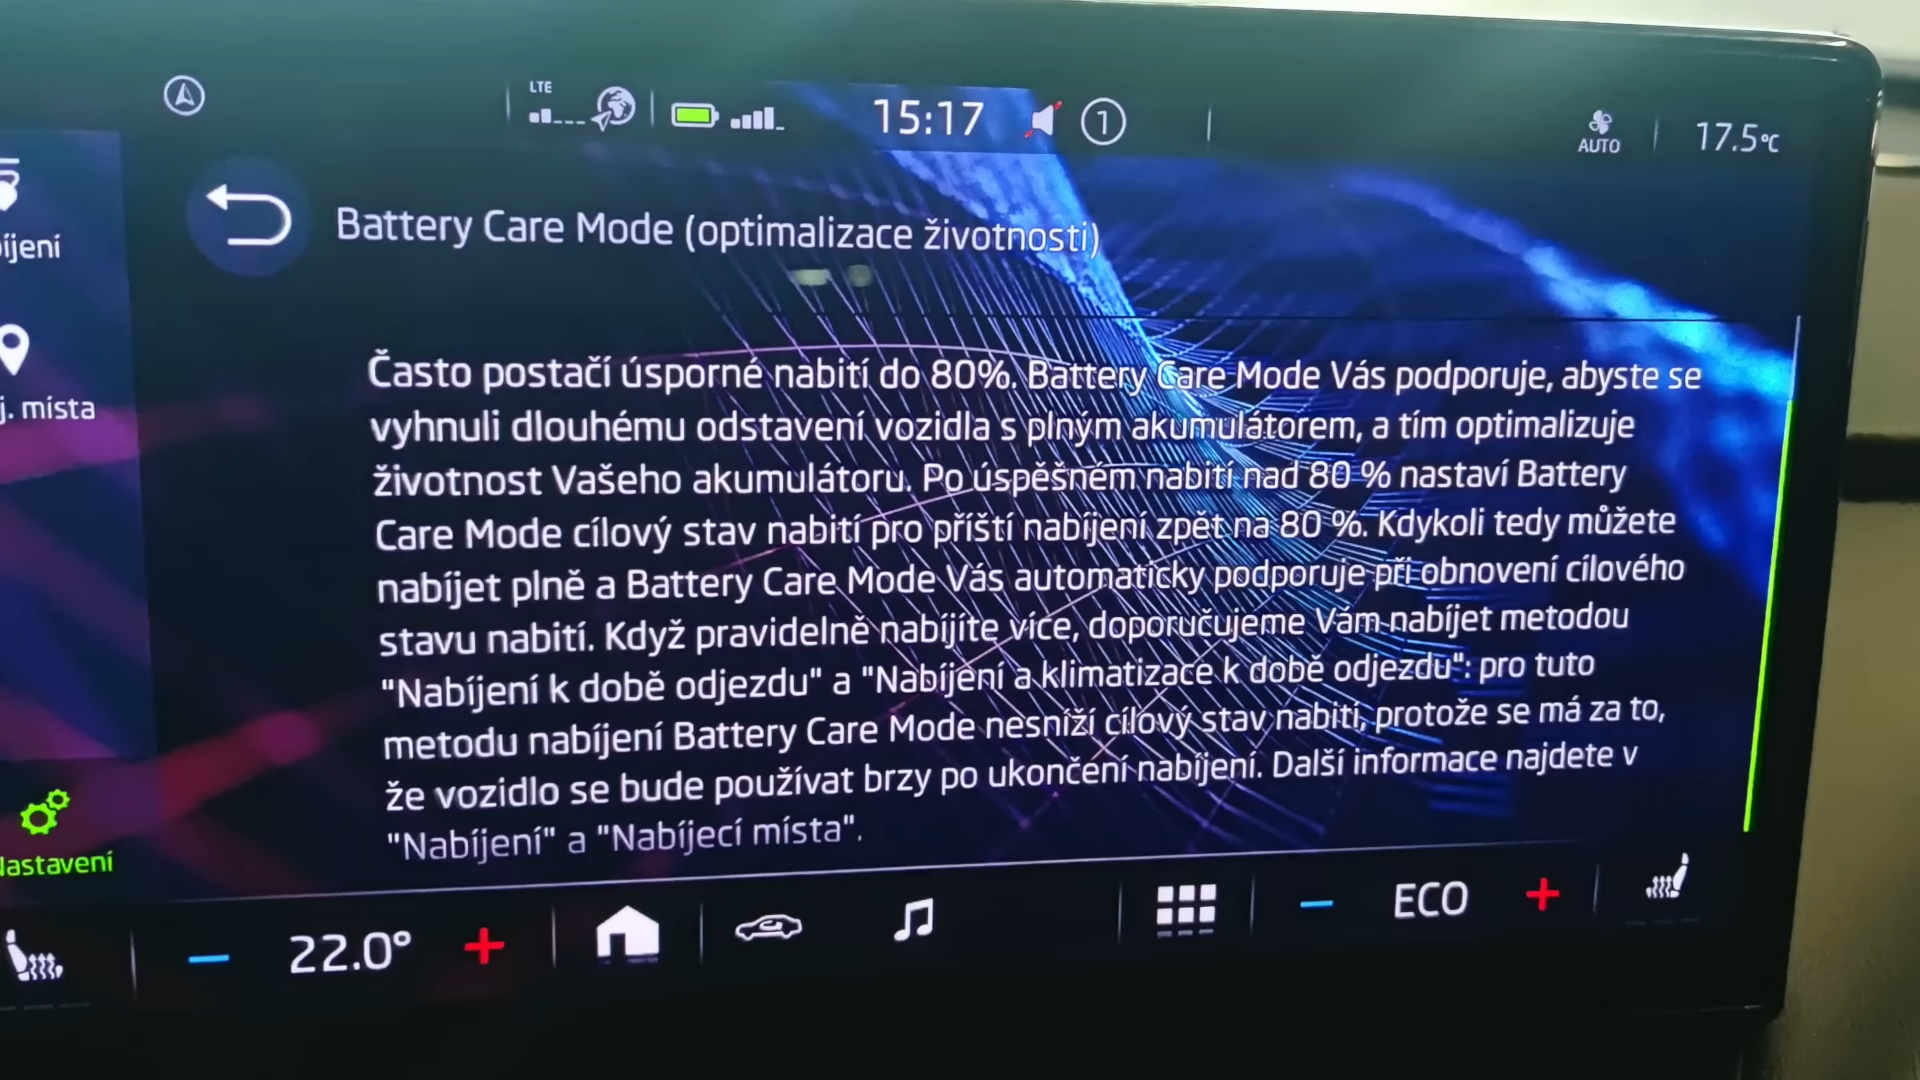 LTE
15:17
1
AUTO
17.5°C
Battery Care Mode (optimalizace životnosti)
íjení
j. místa
Nastavení
Často postačí úsporné nabití do 80%. Battery Care Mode Vás podporuje, abyste se
vyhnuli dlouhému odstavení vozidla s plným akumulátorem, a tím optimalizuje
životnost Vašeho akumulátoru. Po úspěšném nabití nad 80 % nastaví Battery
Care Mode cílový stav nabití pro příští nabíjení zpět na 80 %. Kdykoli tedy můžete
nabíjet plně a Battery Care Mode Vás automaticky podporuje při obnovení cílového
stavu nabití. Když pravidelně nabíjíte více, doporučujeme Vám nabíjet metodou
"Nabíjení k době odjezdu" a "Nabíjení a klimatizace k době odjezdu": pro tuto
metodu nabíjení Battery Care Mode nesníží cílový stav nabití, protože se má za to,
že vozidlo se bude používat brzy po ukončení nabíjení. Další informace najdete v
"Nabíjení" a "Nabíjecí místa".
22.0°
ECO